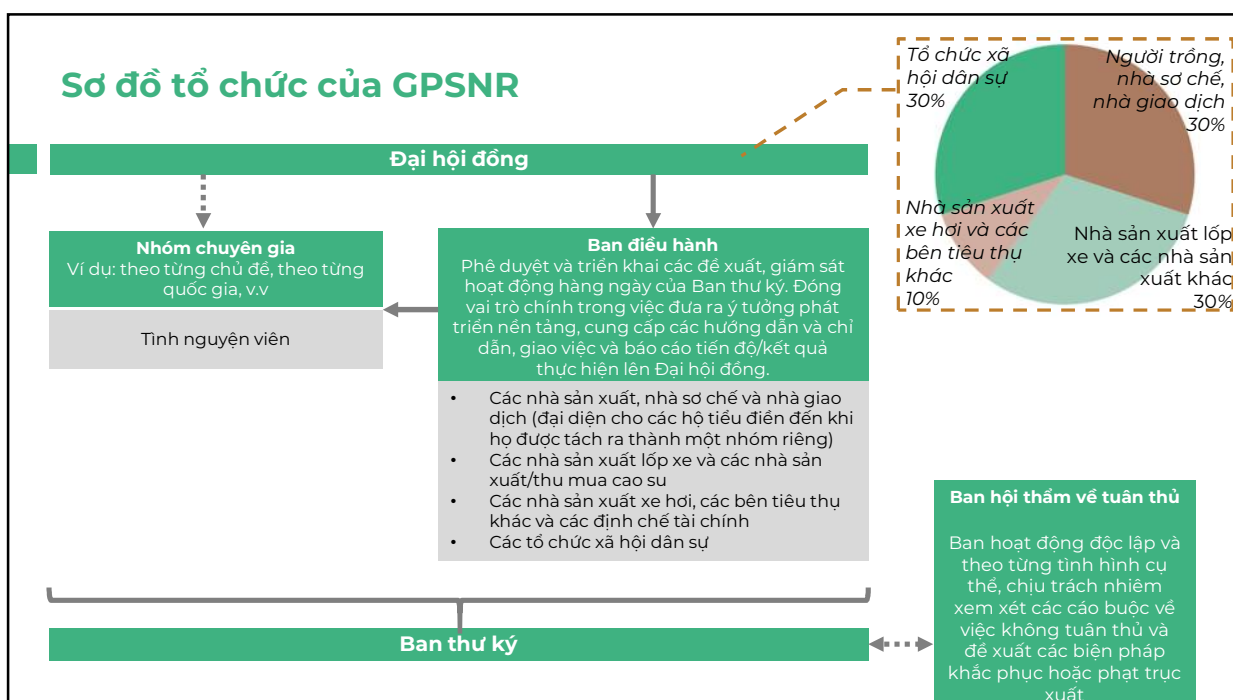 Sơ đồ tổ chức của GPSNR
Tổ chức xã
hội dân sự
30%
Người trồng,
nhà sơ chế,
nhà giao dịch
30%
Nhà sản xuất
xe hơi và các
bên tiêu thụ
khác
10%
Nhà sản xuất lốp
xe và các nhà sản
xuất khác
30%
Đại hội đồng
Nhóm chuyên gia
Ví dụ: theo từng chủ đề, theo từng
quốc gia, v.v
Tình nguyện viên
Ban điều hành
Phê duyệt và triển khai các đề xuất, giám sát
hoạt động hàng ngày của Ban thư ký. Đóng
vai trò chính trong việc đưa ra ý tưởng phát
triển nền tảng, cung cấp các hướng dẫn và chỉ
dẫn, giao việc và báo cáo tiến độ/kết quả
thực hiện lên Đại hội đồng.
• Các nhà sản xuất, nhà sơ chế và nhà giao
dịch (đại diện cho các hộ tiểu điền đến khi
họ được tách ra thành một nhóm riêng)
• Các nhà sản xuất lốp xe và các nhà sản
xuất/thu mua cao su
• Các nhà sản xuất xe hơi, các bên tiêu thụ
khác và các định chế tài chính
• Các tổ chức xã hội dân sự
Ban hội thẩm về tuân thủ
Ban hoạt động độc lập và
theo từng tình hình cụ
thể, chịu trách nhiệm
xem xét các cáo buộc về
việc không tuân thủ và
đề xuất các biện pháp
khắc phục hoặc phạt trục
xuất
Ban thư ký